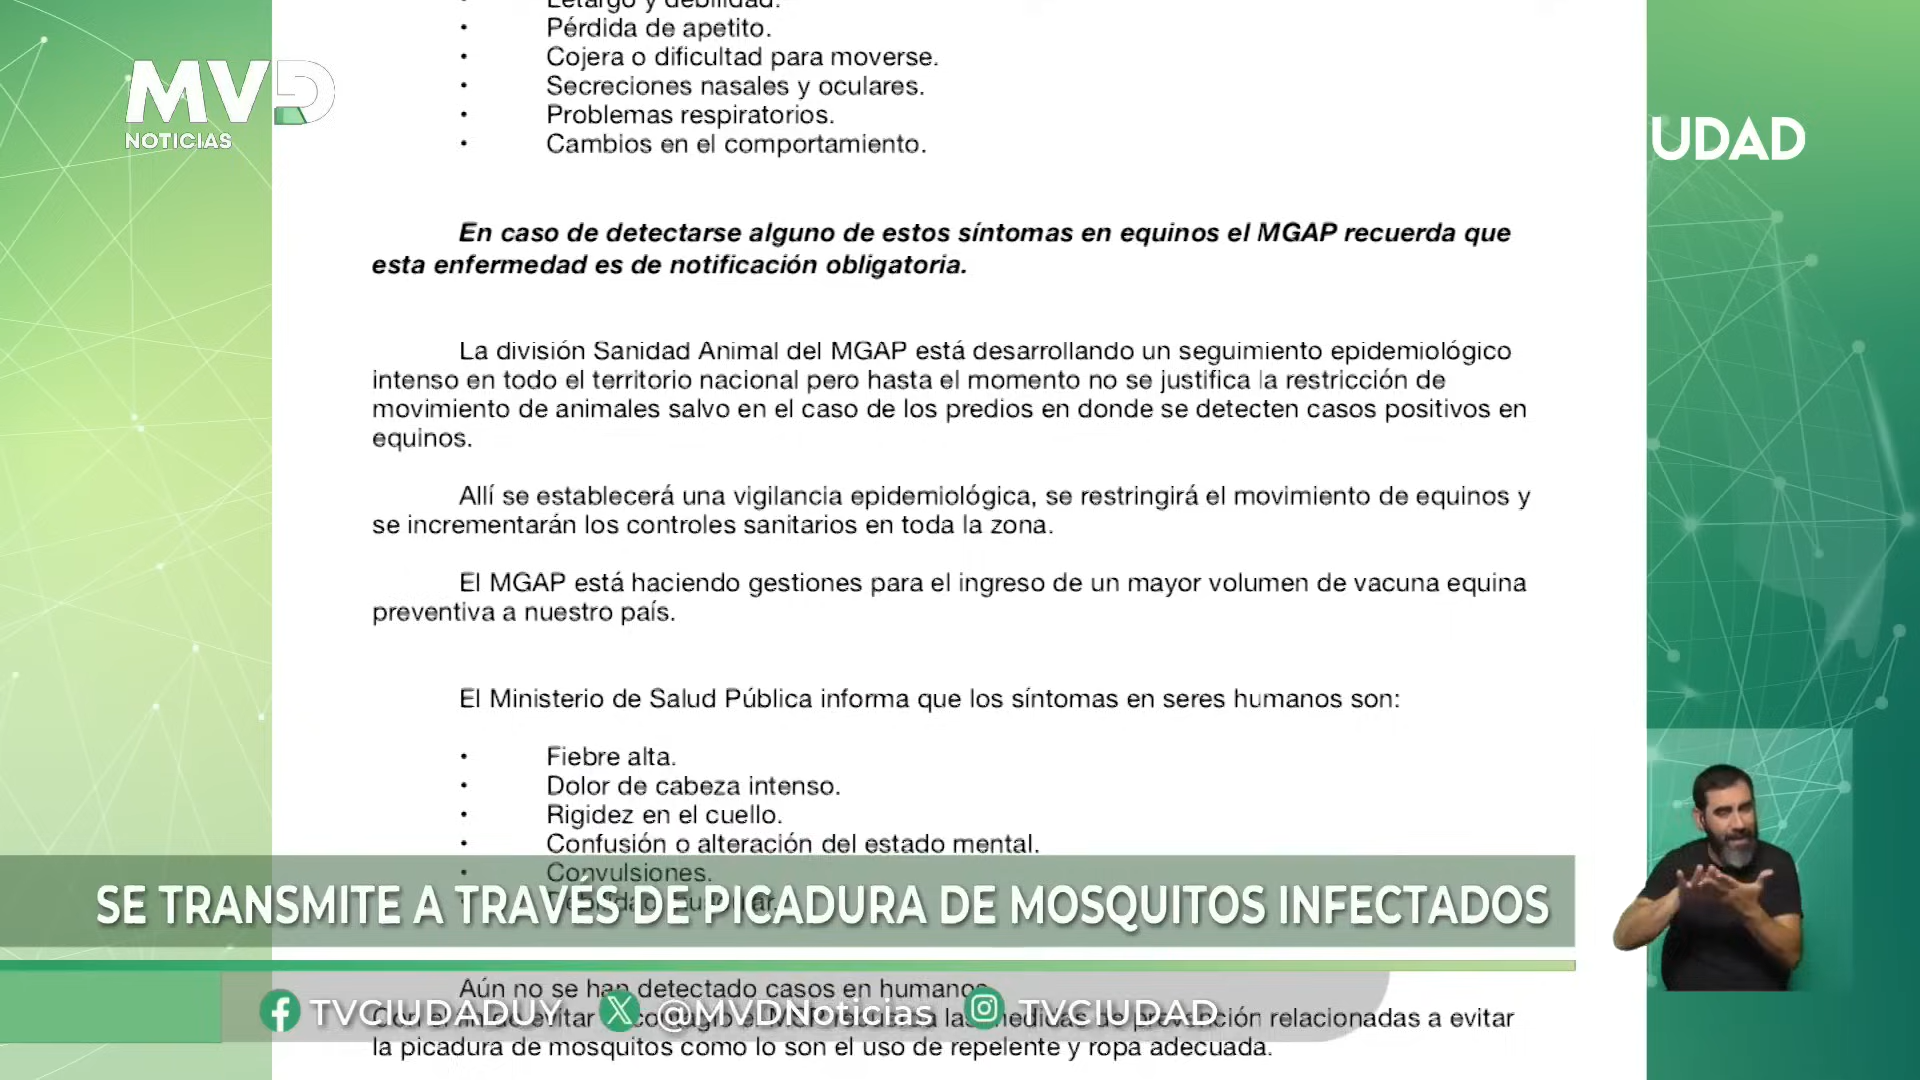 Letargo y debilidad.
• Pérdida de apetito.
• Cojera o dificultad para moverse.
• Secreciones nasales y oculares.
• Problemas respiratorios.
• Cambios en el comportamiento.
MVD
NOTICIAS
UDAD
En caso de detectarse alguno de estos síntomas en equinos el MGAP recuerda que
esta enfermedad es de notificación obligatoria.
La división Sanidad Animal del MGAP está desarrollando un seguimiento epidemiológico
intenso en todo el territorio nacional pero hasta el momento no se justifica la restricción de
movimiento de animales salvo en el caso de los predios en donde se detecten casos positivos en
equinos.
Allí se establecerá una vigilancia epidemiológica, se restringirá el movimiento de equinos y
se incrementarán los controles sanitarios en toda la zona.
El MGAP está haciendo gestiones para el ingreso de un mayor volumen de vacuna equina
preventiva a nuestro país.
El Ministerio de Salud Pública informa que los síntomas en seres humanos son:
• Fiebre alta.
• Dolor de cabeza intenso.
• Rigidez en el cuello.
• Confusión o alteración del estado mental.
• Convulsiones.
SE TRANSMITE A TRAVÉS DE PICADURA DE MOSQUITOS INFECTADOS
Aún no se han detectado casos en humanos
TVCIUDADUY @MVDNoticias TVCIUDAD
evitar prevención relacionadas a evitar
la picadura de mosquitos como lo son el uso de repelente y ropa adecuada.